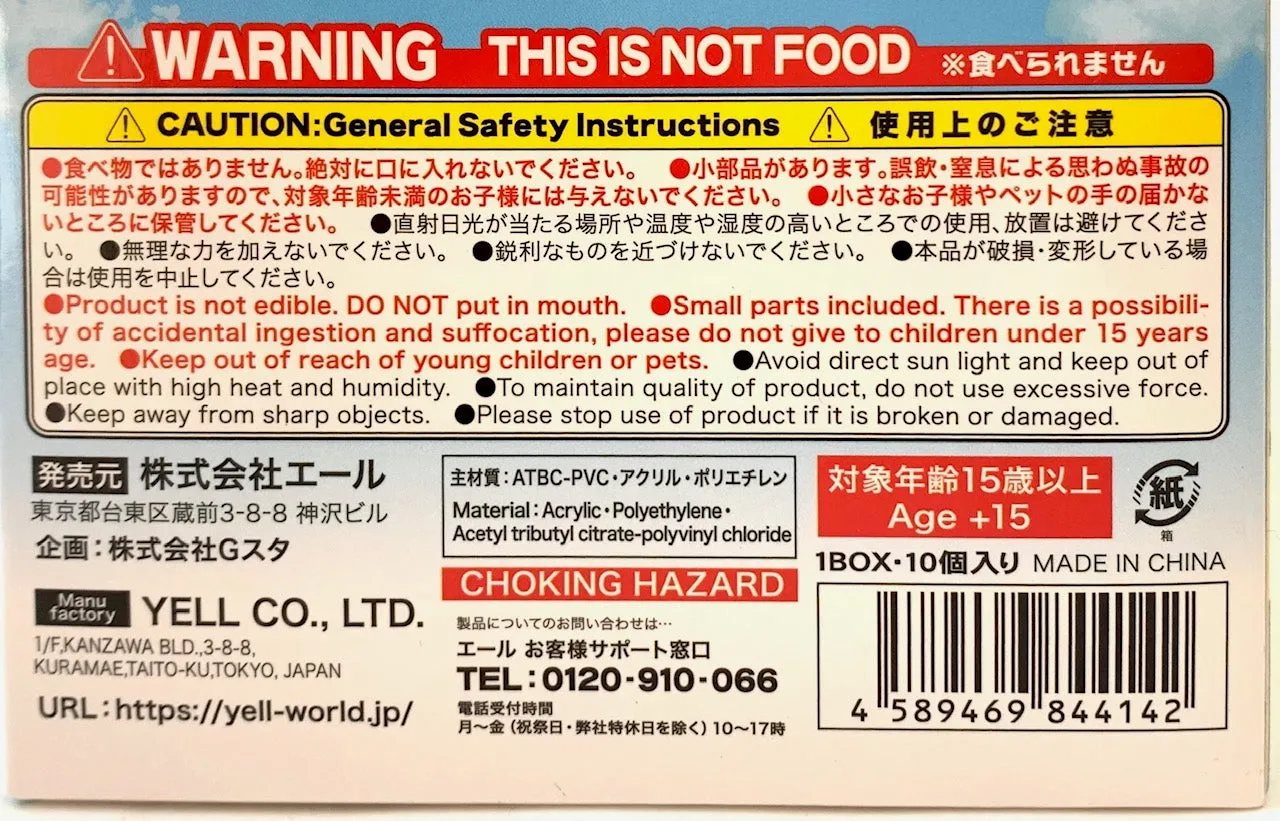 WARNING THIS IS NOT FOOD ※食べられません
CAUTION:General Safety Instructions 使用上のご注意
●食べ物ではありません。絶対に口に入れないでください。 ●小部品があります。誤飲・窒息による思わぬ事故の
可能性がありますので、対象年齢未満のお子様には与えないでください。 ●小さなお子様やペットの手の届かな
いところに保管してください。 ●直射日光が当たる場所や温度や湿度の高いところでの使用、放置は避けてくださ
い。 ●無理な力を加えないでください。 ●鋭利なものを近づけないでください。 ●本品が破損・変形している場
合は使用を中止してください。
●Product is not edible. DO NOT put in mouth. ●Small parts included. There is a possibili-
ty of accidental ingestion and suffocation, please do not give to children under 15 years
age. ●Keep out of reach of young children or pets. ●Avoid direct sun light and keep out of
place with high heat and humidity. ●To maintain quality of product, do not use excessive force.
●Keep away from sharp objects. ●Please stop use of product if it is broken or damaged.
発売元 株式会社エール
東京都台東区蔵前3-8-8 神沢ビル
企画：株式会社Gスタ
Manu
factory YELL CO., LTD.
1/F,KANZAWA BLD.,3-8-8,
KURAMAE,TAITO-KU,TOKYO, JAPAN
URL：https://yell-world.jp/
主材質：ATBC-PVC・アクリル・ポリエチレン
Material：Acrylic・Polyethylene・
Acetyl tributyl citrate-polyvinyl chloride
CHOKING HAZARD
製品についてのお問い合わせは…
エール お客様サポート窓口
TEL：0120-910-066
電話受付時間
月～金（祝祭日・弊社特休日を除く）10～17時
対象年齢15歳以上
Age +15
紙
箱
1BOX・10個入り MADE IN CHINA
4 589469 844142